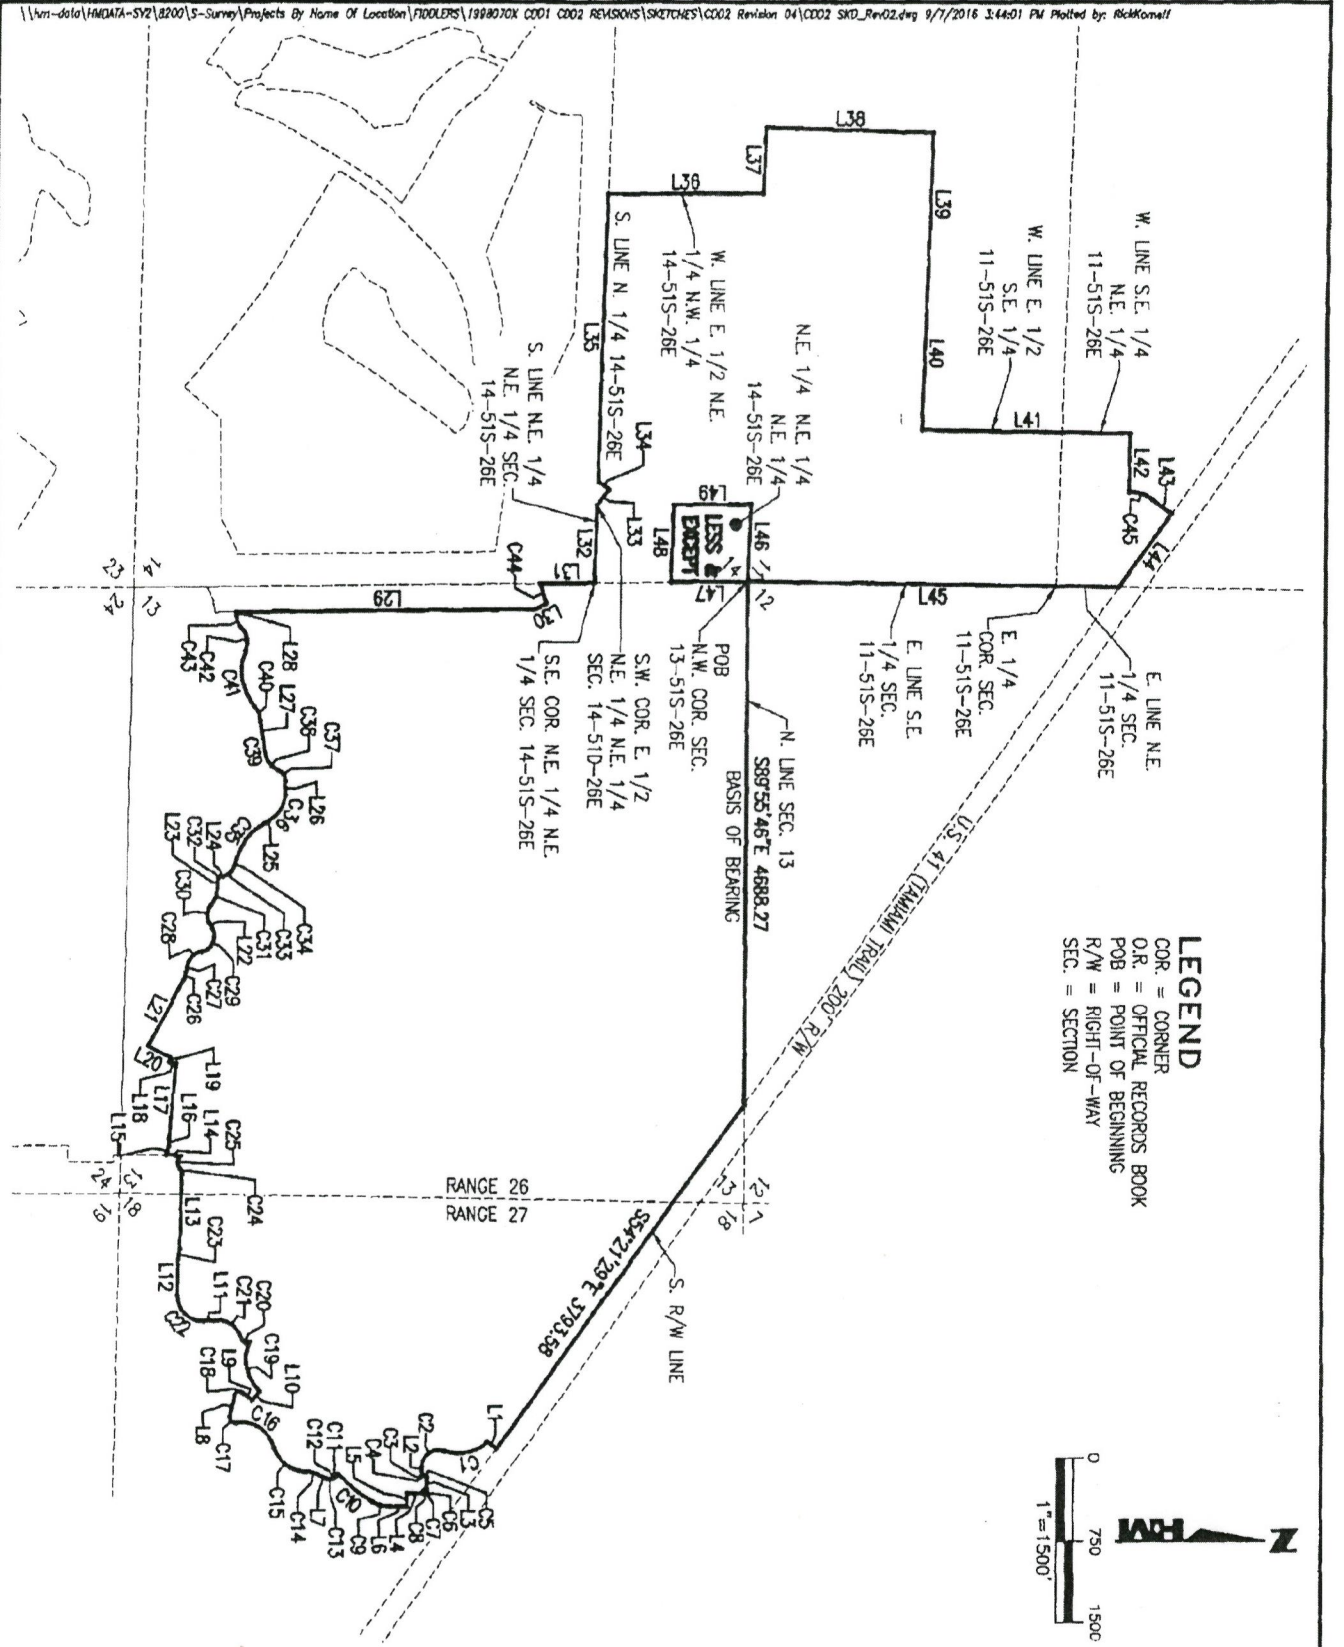 \\hm-data\HMDATA-SV2\8200\S-Survey\Projects By Name Of Location\FIDDLERS\1998070X CDD1 CDD2 REVISIONS\SKETCHES\CDD2 Revision 04\CDD2 SKD_Rev02.dwg 9/7/2016 3:44:01 PM Plotted by: RickKornell
LEGEND
COR. = CORNER
O.R. = OFFICIAL RECORDS BOOK
POB = POINT OF BEGINNING
R/W = RIGHT-OF-WAY
SEC. = SECTION
Z
HM
0 750 1500
1"=1500'
W. LINE S.E. 1/4
N.E. 1/4
11-51S-26E
W. LINE E. 1/2
S.E. 1/4
11-51S-26E
L38
L37
L39
L40
L41
L42
L43
C45
L44
L36
W. LINE E. 1/2 N.E.
1/4 N.W. 1/4
14-51S-26E
N.E. 1/4 N.E. 1/4
N.E. 1/4
14-51S-26E
S. LINE N. 1/4 14-51S-26E
L35
S. LINE N.E. 1/4
N.E. 1/4 SEC.
14-51S-26E
L34
L33
L32
L49
L46
L48
L47
LESS &
EXCEPT
11
12
14
L45
E. LINE N.E.
1/4 SEC.
11-51S-26E
E. 1/4
COR. SEC.
11-51S-26E
E. LINE S.E.
1/4 SEC.
11-51S-26E
POB
N.W. COR. SEC.
13-51S-26E
S.W. COR. E. 1/2
N.E. 1/4 N.E. 1/4
SEC. 14-51D-26E
S.E. COR. N.E. 1/4 N.E.
1/4 SEC. 14-51S-26E
N. LINE SEC. 13
S89°55'46"E 4688.27
BASIS OF BEARING
U.S. 41 (TAMIAMI TRAIL) 200' R/W
C44
L31
L30
L29
14
13
23
24
L28
C43
C42
C41
C40
L27
C38
C37
C39
L26
C36
L25
C35
C34
C33
C31
L24
C32
L23
C30
L22
C29
C28
C27
C26
L21
L20
L19
L18
L17
L16
L14
C25
L15
C24
13
18
24
19
RANGE 26
RANGE 27
12
7
13
18
S54°21'29"E 3793.58
S. R/W LINE
L13
C23
L12
C22
L11
C21
C20
C19
L10
L9
C18
L8
C17
C16
C15
C14
L7
C13
C12
C11
C10
C9
L6
L4
L5
C8
C7
C6
L3
C5
C4
C3
L2
C2
C1
L1